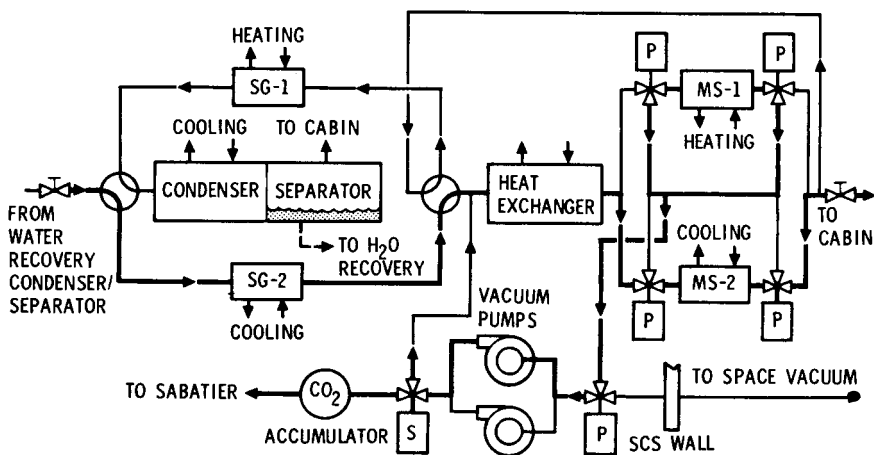 HEATING
SG-1
P
P
MS-1
HEATING
COOLING
TO CABIN
CONDENSER
SEPARATOR
HEAT
EXCHANGER
FROM
WATER
RECOVERY
CONDENSER/
SEPARATOR
TO H2O
RECOVERY
TO
CABIN
COOLING
SG-2
COOLING
MS-2
P
P
VACUUM
PUMPS
TO SABATIER
CO2
ACCUMULATOR
S
P
SCS WALL
TO SPACE VACUUM